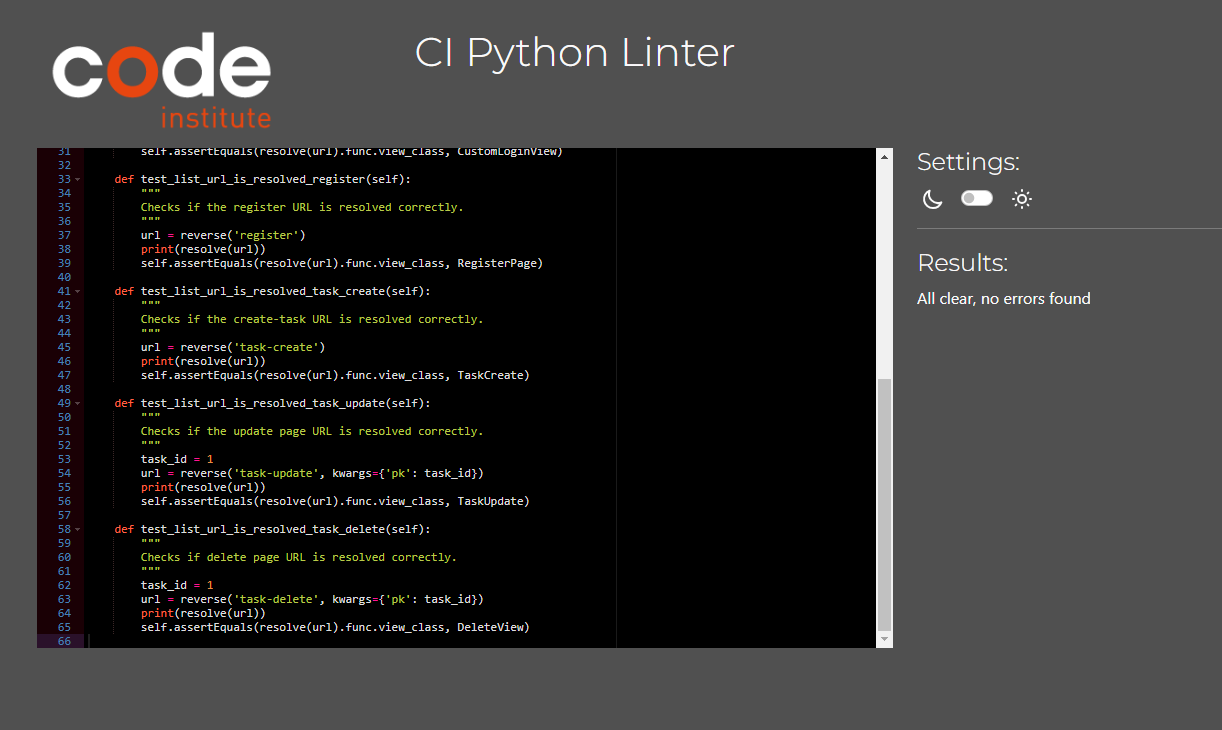 code
institute
CI Python Linter
31 self.assertEquals(resolve(url).func.view_class, CustomLoginView)
32
33 def test_list_url_is_resolved_register(self):
34 """
35 Checks if the register URL is resolved correctly.
36 """
37 url = reverse('register')
38 print(resolve(url))
39 self.assertEquals(resolve(url).func.view_class, RegisterPage)
40
41 def test_list_url_is_resolved_task_create(self):
42 """
43 Checks if the create-task URL is resolved correctly.
44 """
45 url = reverse('task-create')
46 print(resolve(url))
47 self.assertEquals(resolve(url).func.view_class, TaskCreate)
48
49 def test_list_url_is_resolved_task_update(self):
50 """
51 Checks if the update page URL is resolved correctly.
52 """
53 task_id = 1
54 url = reverse('task-update', kwargs={'pk': task_id})
55 print(resolve(url))
56 self.assertEquals(resolve(url).func.view_class, TaskUpdate)
57
58 def test_list_url_is_resolved_task_delete(self):
59 """
60 Checks if delete page URL is resolved correctly.
61 """
62 task_id = 1
63 url = reverse('task-delete', kwargs={'pk': task_id})
64 print(resolve(url))
65 self.assertEquals(resolve(url).func.view_class, DeleteView)
66
Settings:
Results:
All clear, no errors found